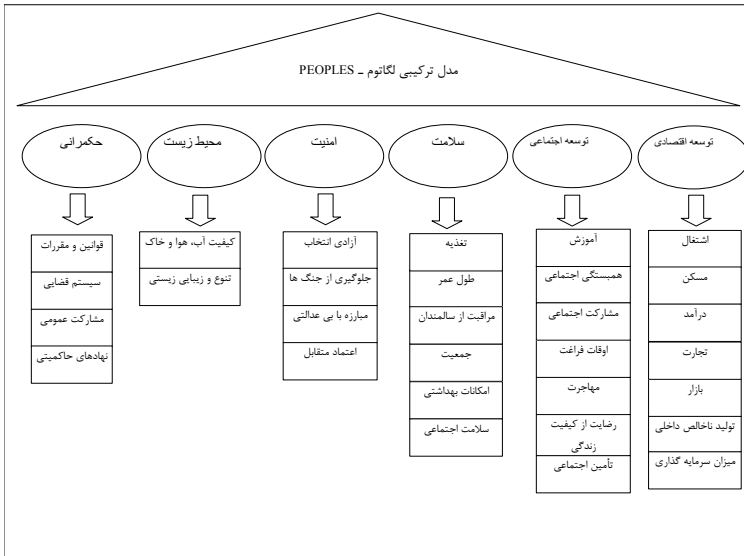 مدل ترکیبی لگاتوم ـ PEOPLES
توسعه اقتصادی
توسعه اجتماعی
سلامت
امنیت
محیط زیست
حکمرانی
اشتغال
مسکن
درآمد
تجارت
بازار
تولید ناخالص داخلی
میزان سرمایه گذاری
آموزش
همبستگی اجتماعی
مشارکت اجتماعی
اوقات فراغت
مهاجرت
رضایت از کیفیت
زندگی
تأمین اجتماعی
تغذیه
طول عمر
مراقبت از سالمندان
جمعیت
امکانات بهداشتی
سلامت اجتماعی
آزادی انتخاب
جلوگیری از جنگ ها
مبارزه با بی عدالتی
اعتماد متقابل
کیفیت آب، هوا و خاک
تنوع و زیبایی زیستی
قوانین و مقررات
سیستم قضایی
مشارکت عمومی
نهادهای حاکمیتی